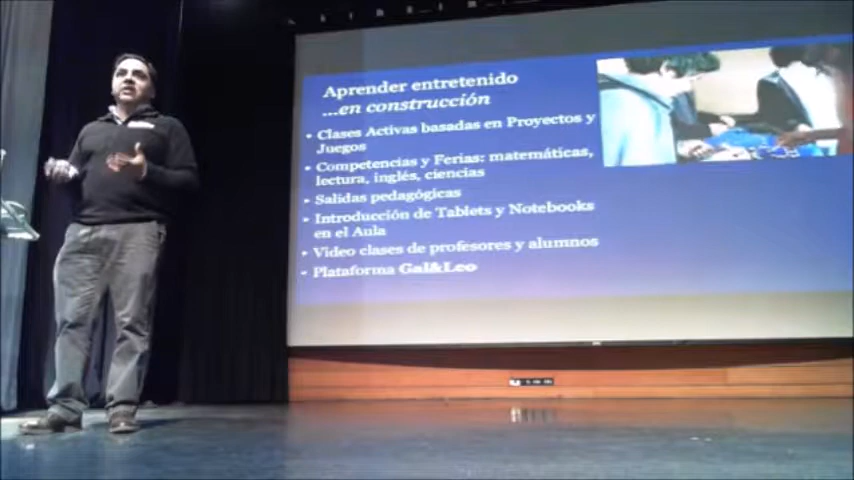 Aprender entretenido
...en construcción
• Clases Activas basadas en Proyectos y
Juegos
• Competencias y Ferias: matemáticas,
lectura, inglés, ciencias
• Salidas pedagógicas
• Introducción de Tablets y Notebooks
en el Aula
• Video clases de profesores y alumnos
• Plataforma Gal&Leo